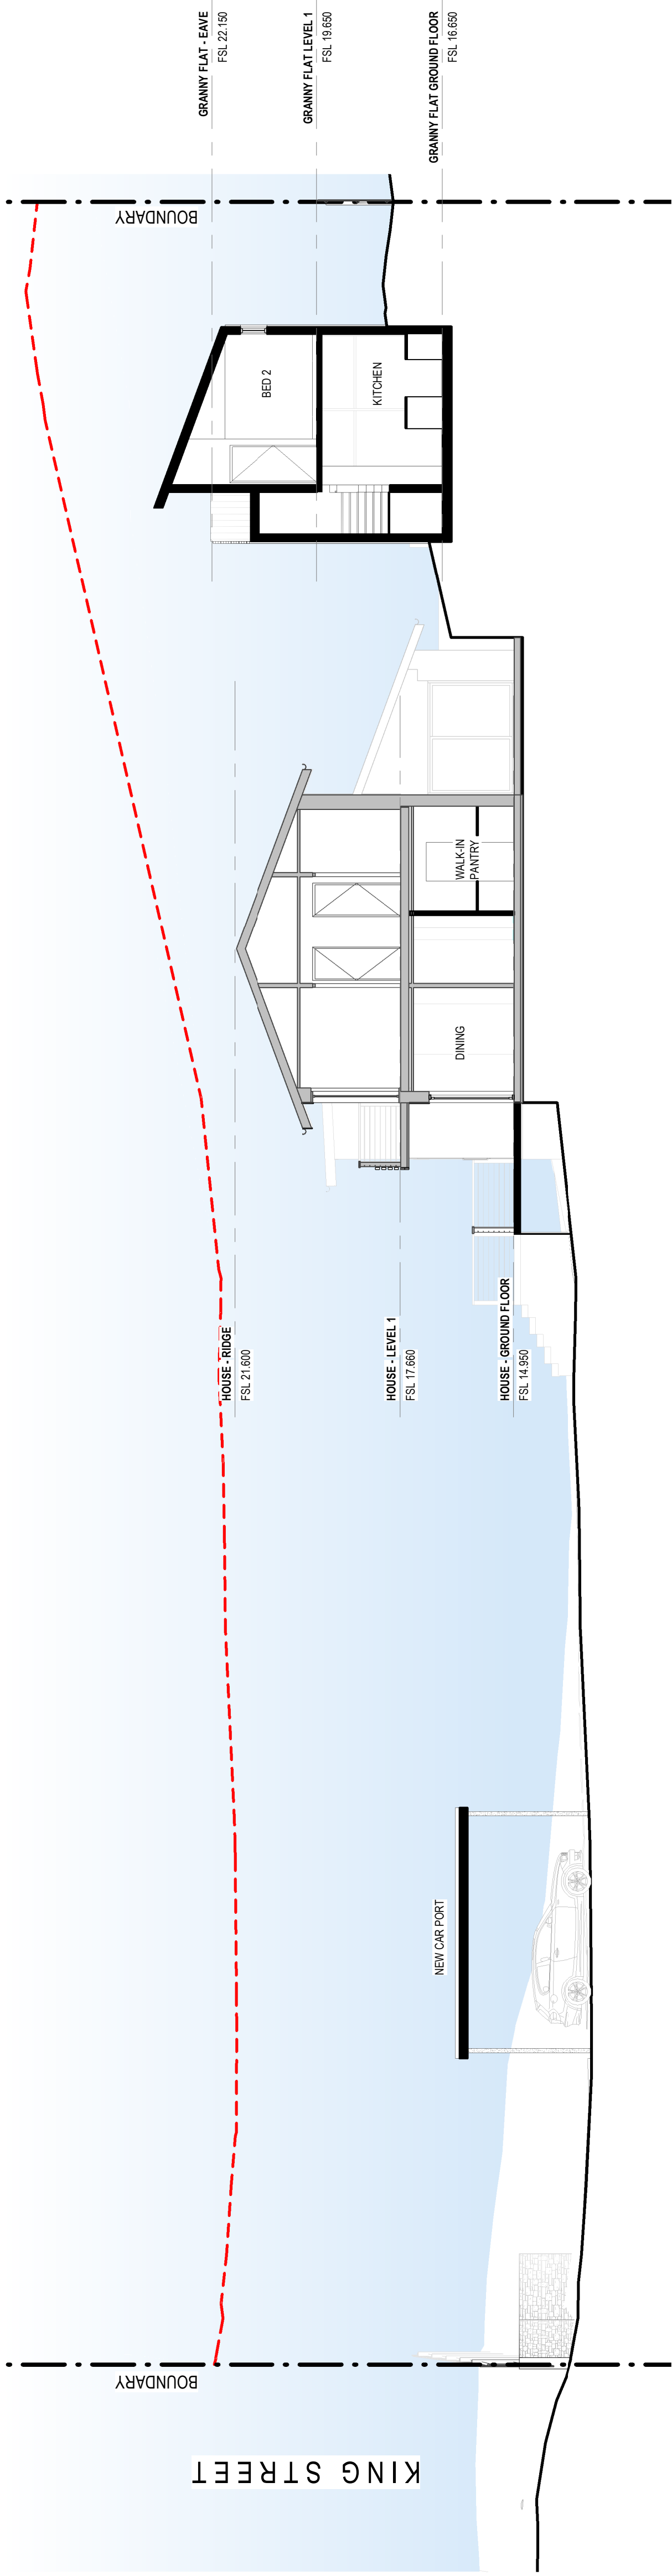 KING STREET
BOUNDARY
NEW CAR PORT
HOUSE - RIDGE
FSL 21.600
HOUSE - LEVEL 1
FSL 17.660
HOUSE - GROUND FLOOR
FSL 14.950
DINING
WALK-IN
PANTRY
BED 2
KITCHEN
BOUNDARY
GRANNY FLAT - EAVE
FSL 22.150
GRANNY FLAT LEVEL 1
FSL 19.650
GRANNY FLAT GROUND FLOOR
FSL 16.650